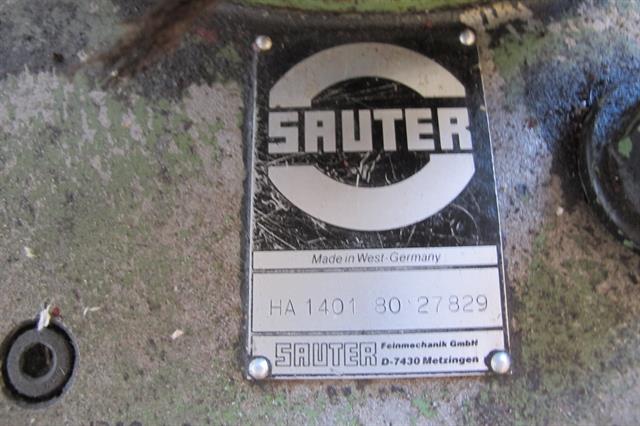 SAUTER
Made in West-Germany
HA 1401 80 27829
SAUTER Feinmechanik GmbH
D-7430 Metzingen